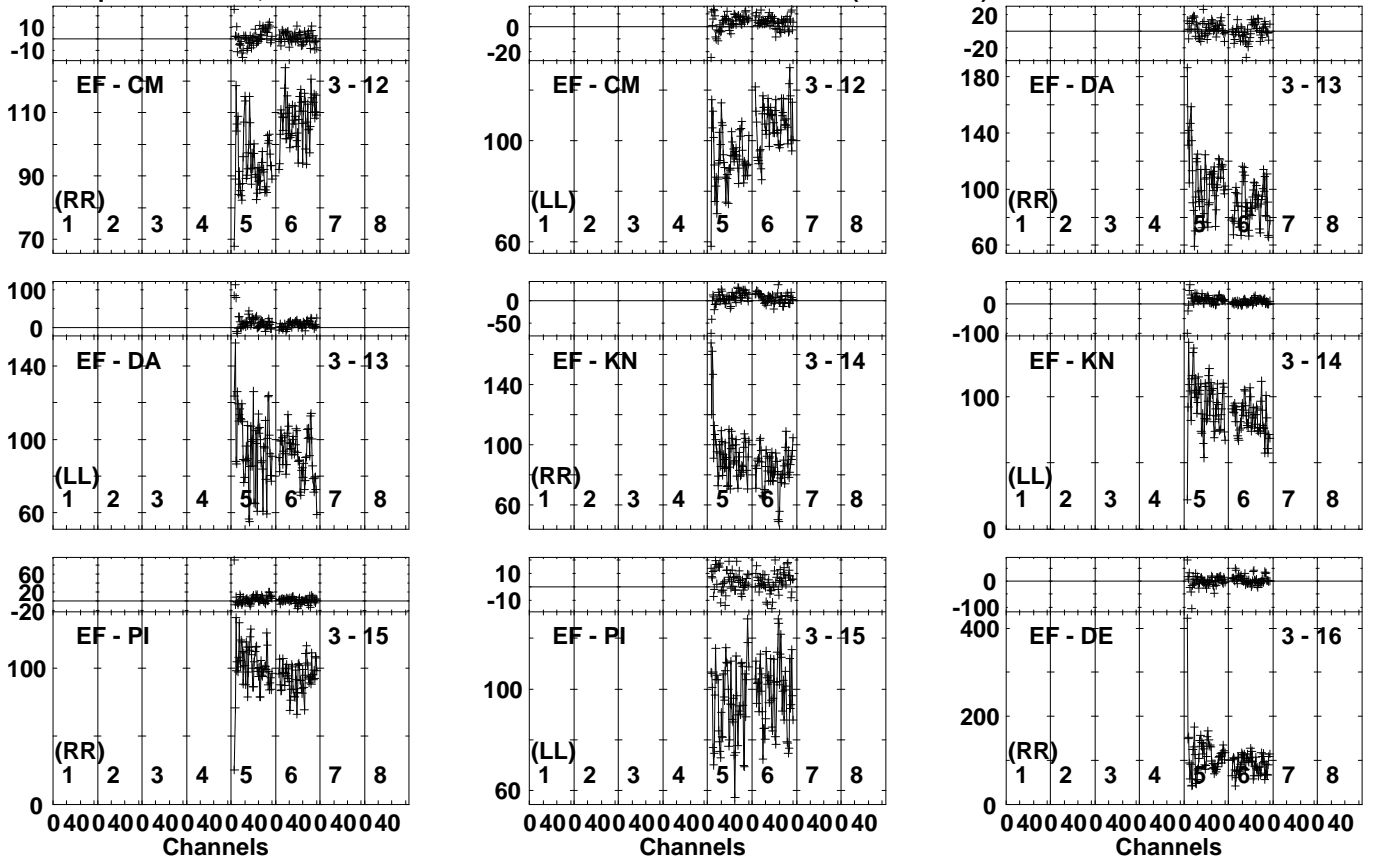 10
-10
EF - CM 3 - 12
110
90
(RR)
1 2 3 4 5 6 7 8
70
0
-20
EF - CM 3 - 12
100
(LL)
1 2 3 4 5 6 7 8
60
20
-20
180
EF - DA 3 - 13
140
100
(RR)
1 2 3 4 5 6 7 8
60
100
0
140
EF - DA 3 - 13
100
(LL)
1 2 3 4 5 6 7 8
60
0
-50
EF - KN 3 - 14
140
100
(RR)
1 2 3 4 5 6 7 8
60
0
-100
EF - KN 3 - 14
100
(LL)
1 2 3 4 5 6 7 8
0
60
20
-20
EF - PI 3 - 15
100
(RR)
1 2 3 4 5 6 7 8
0
0 40 0 40 0 40 0 40 0 40 0 40 0 40 0 40
Channels
10
-10
EF - PI 3 - 15
100
(LL)
1 2 3 4 5 6 7 8
60
0 40 0 40 0 40 0 40 0 40 0 40 0 40 0 40
Channels
0
-100
400
EF - DE 3 - 16
200
(RR)
1 2 3 4 5 6 7 8
0
0 40 0 40 0 40 0 40 0 40 0 40 0 40 0 40
Channels